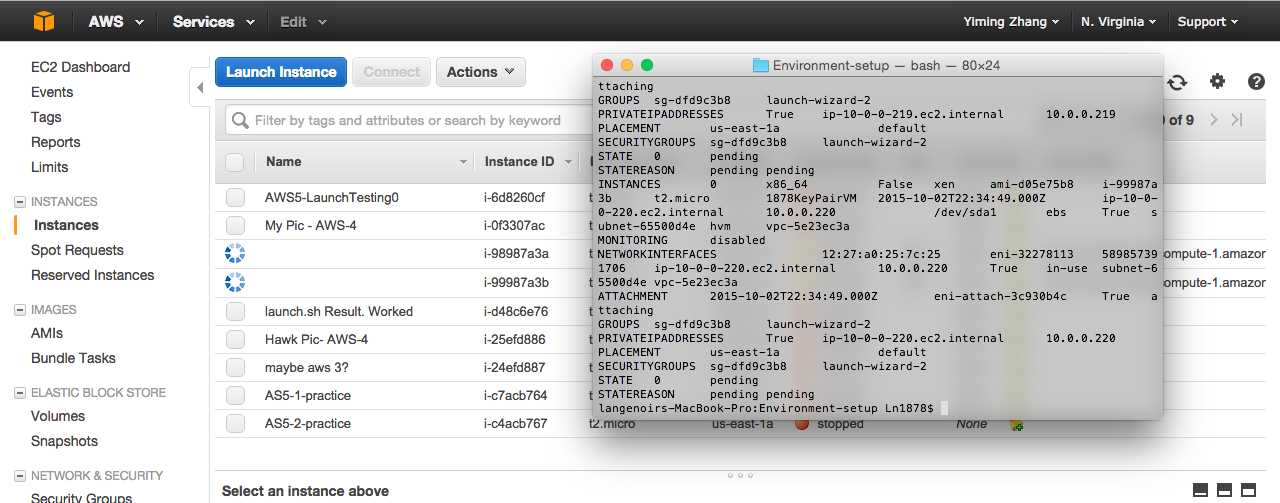 AWS Services Edit Yiming Zhang N. Virginia Support
EC2 Dashboard
Events
Tags
Reports
Limits
INSTANCES
Instances
Spot Requests
Reserved Instances
IMAGES
AMIs
Bundle Tasks
ELASTIC BLOCK STORE
Volumes
Snapshots
NETWORK & SECURITY
Security Groups
Launch Instance Connect Actions
Filter by tags and attributes or search by keyword
of 9
Name Instance ID
AWS5-LaunchTesting0 i-6d8260cf
My Pic - AWS-4 i-0f3307ac
i-98987a3a compute-1.amazon
i-99987a3b compute-1.amazon
launch.sh Result. Worked i-d48c6e76
Hawk Pic- AWS-4 i-25efd886
maybe aws 3? i-24efd887
AS5-1-practice i-c7acb764
AS5-2-practice i-c4acb767 t2.micro us-east-1a stopped None
Select an instance above
Environment-setup — bash — 80×24
ttaching
GROUPS sg-dfd9c3b8 launch-wizard-2
PRIVATEIPADDRESSES True ip-10-0-0-219.ec2.internal 10.0.0.219
PLACEMENT us-east-1a default
SECURITYGROUPS sg-dfd9c3b8 launch-wizard-2
STATE 0 pending
STATEREASON pending pending
INSTANCES 0 x86_64 False xen ami-d05e75b8 i-99987a
3b t2.micro 1878KeyPairVM 2015-10-02T22:34:49.000Z ip-10-0-
0-220.ec2.internal 10.0.0.220 /dev/sda1 ebs True s
ubnet-65500d4e hvm vpc-5e23ec3a
MONITORING disabled
NETWORKINTERFACES 12:27:a0:25:7c:25 eni-32278113 58985739
1706 ip-10-0-0-220.ec2.internal 10.0.0.220 True in-use subnet-6
5500d4e vpc-5e23ec3a
ATTACHMENT 2015-10-02T22:34:49.000Z eni-attach-3c930b4c True a
ttaching
GROUPS sg-dfd9c3b8 launch-wizard-2
PRIVATEIPADDRESSES True ip-10-0-0-220.ec2.internal 10.0.0.220
PLACEMENT us-east-1a default
SECURITYGROUPS sg-dfd9c3b8 launch-wizard-2
STATE 0 pending
STATEREASON pending pending
langenoirs-MacBook-Pro:Environment-setup Ln1878$